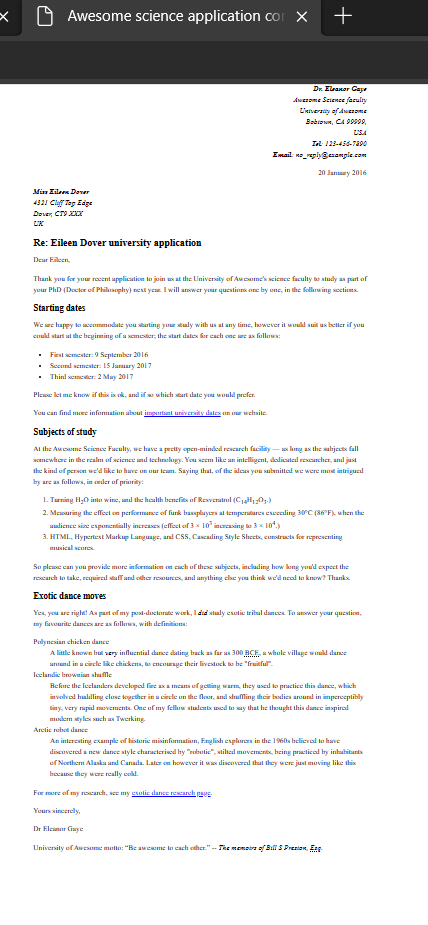 Awesome science application cor
Dr. Eleanor Gaye
Awesome Science faculty
University of Awesome
Bobtown, CA 99999,
USA
Tel: 123-456-7890
Email: no_reply@example.com
20 January 2016
Miss Eileen Dover
4321 Cliff Top Edge
Dover, CT9 XXX
UK
Re: Eileen Dover university application
Dear Eileen,
Thank you for your recent application to join us at the University of Awesome's science faculty to study as part of
your PhD (Doctor of Philosophy) next year. I will answer your questions one by one, in the following sections.
Starting dates
We are happy to accommodate you starting your study with us at any time, however it would suit us better if you
could start at the beginning of a semester; the start dates for each one are as follows:
• First semester: 9 September 2016
• Second semester: 15 January 2017
• Third semester: 2 May 2017
Please let me know if this is ok, and if so which start date you would prefer.
You can find more information about important university dates on our website.
Subjects of study
At the Awesome Science Faculty, we have a pretty open-minded research facility — as long as the subjects fall
somewhere in the realm of science and technology. You seem like an intelligent, dedicated researcher, and just
the kind of person we'd like to have on our team. Saying that, of the ideas you submitted we were most intrigued
by are as follows, in order of priority:
1. Turning H₂O into wine, and the health benefits of Resveratrol (C₁₄H₁₂O₃.)
2. Measuring the effect on performance of funk bassplayers at temperatures exceeding 30°C (86°F), when the
audience size exponentially increases (effect of 3 × 10³ increasing to 3 × 10⁴.)
3. HTML, Hypertext Markup Language, and CSS, Cascading Style Sheets, constructs for representing
musical scores.
So please can you provide more information on each of these subjects, including how long you'd expect the
research to take, required staff and other resources, and anything else you think we'd need to know? Thanks.
Exotic dance moves
Yes, you are right! As part of my post-doctorate work, I did study exotic tribal dances. To answer your question,
my favourite dances are as follows, with definitions:
Polynesian chicken dance
A little known but very influential dance dating back as far as 300 BCE, a whole village would dance
around in a circle like chickens, to encourage their livestock to be "fruitful".
Icelandic brownian shuffle
Before the Icelanders developed fire as a means of getting warm, they used to practice this dance, which
involved huddling close together in a circle on the floor, and shuffling their bodies around in imperceptibly
tiny, very rapid movements. One of my fellow students used to say that he thought this dance inspired
modern styles such as Twerking.
Arctic robot dance
An interesting example of historic misinformation, English explorers in the 1960s believed to have
discovered a new dance style characterised by "robotic", stilted movements, being practiced by inhabitants
of Northern Alaska and Canada. Later on however it was discovered that they were just moving like this
because they were really cold.
For more of my research, see my exotic dance research page.
Yours sincerely,
Dr Eleanor Gaye
University of Awesome motto: “Be awesome to each other.” -- The memoirs of Bill S Preston, Esq.